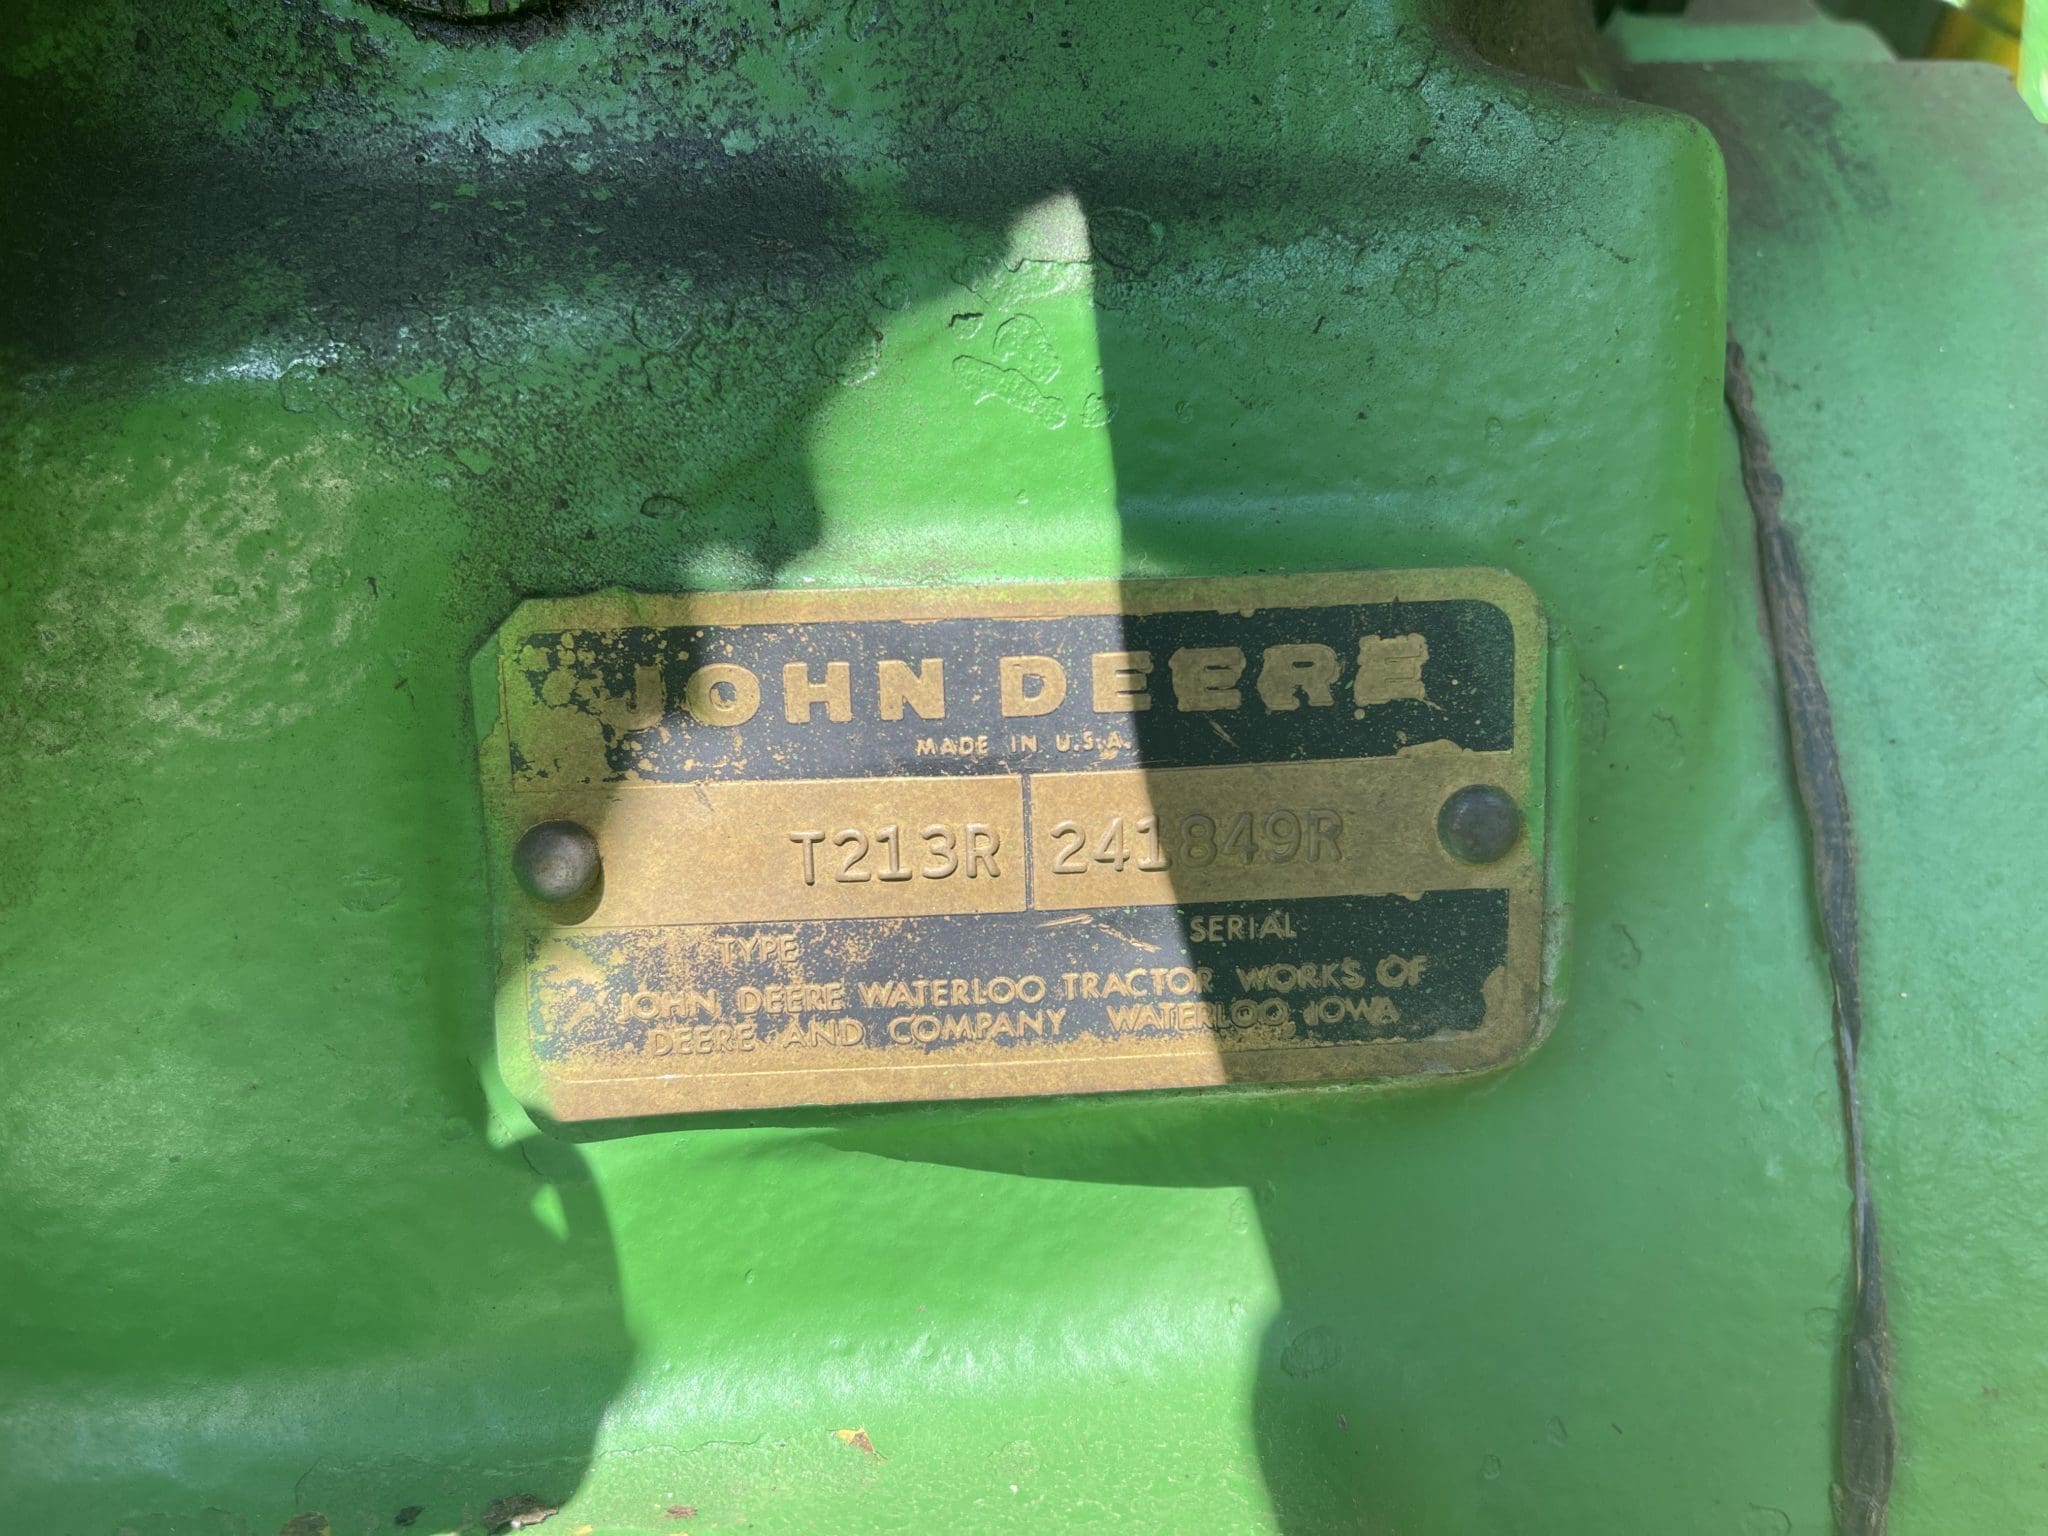 JOHN DEERE
MADE IN U.S.A.
T213R 241849R
TYPE SERIAL
JOHN DEERE WATERLOO TRACTOR WORKS OF
DEERE AND COMPANY WATERLOO, IOWA